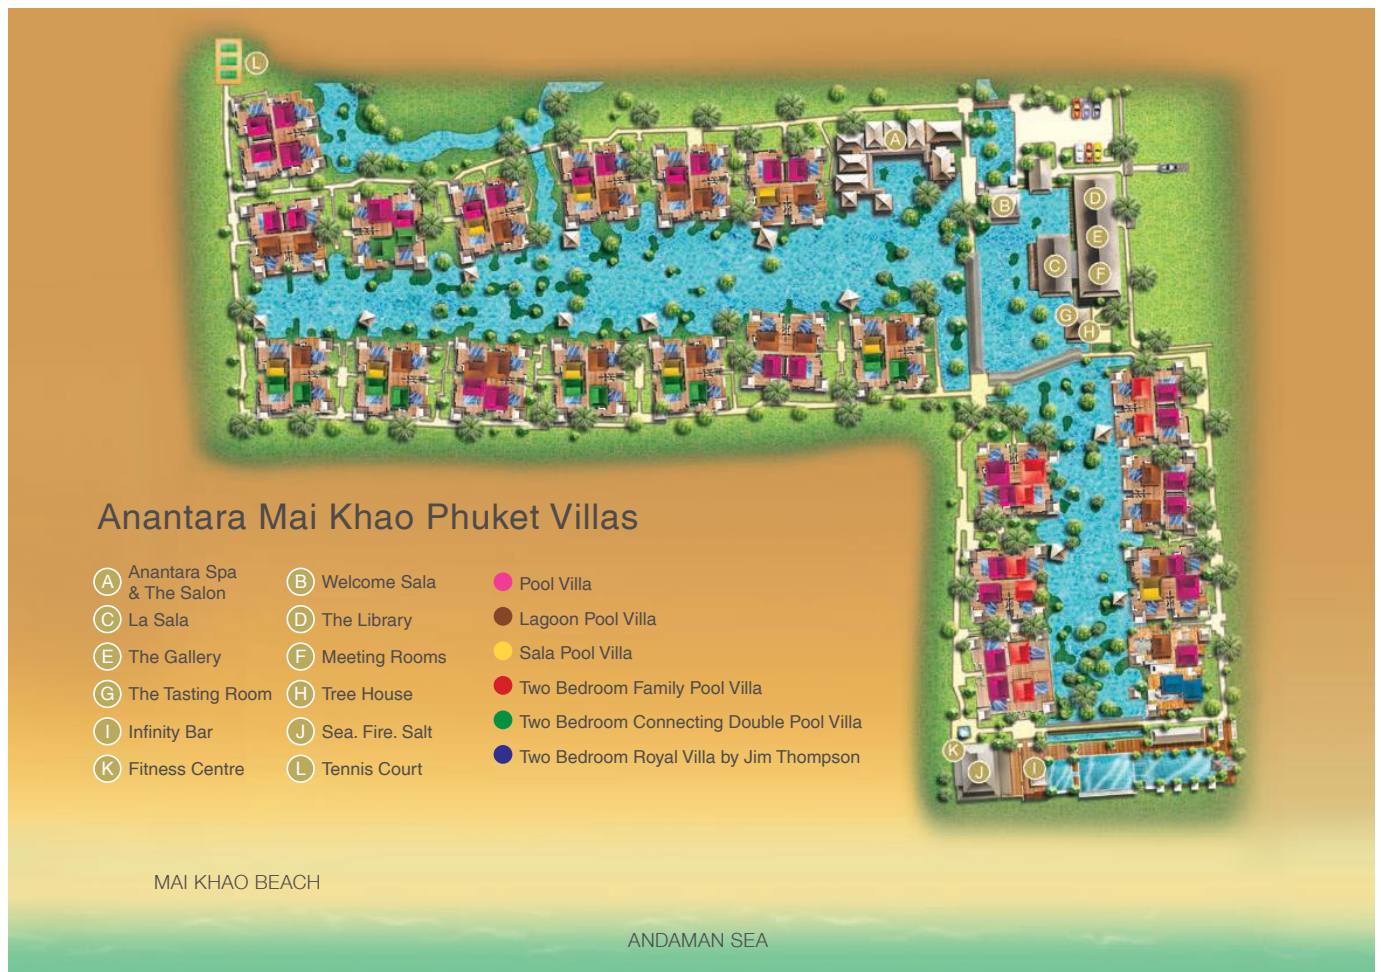 L
A
B
D
E
C
F
G
H
K
J
I
Anantara Mai Khao Phuket Villas
A Anantara Spa
& The Salon
B Welcome Sala
C La Sala
D The Library
E The Gallery
F Meeting Rooms
G The Tasting Room
H Tree House
I Infinity Bar
J Sea. Fire. Salt
K Fitness Centre
L Tennis Court
Pool Villa
Lagoon Pool Villa
Sala Pool Villa
Two Bedroom Family Pool Villa
Two Bedroom Connecting Double Pool Villa
Two Bedroom Royal Villa by Jim Thompson
MAI KHAO BEACH
ANDAMAN SEA